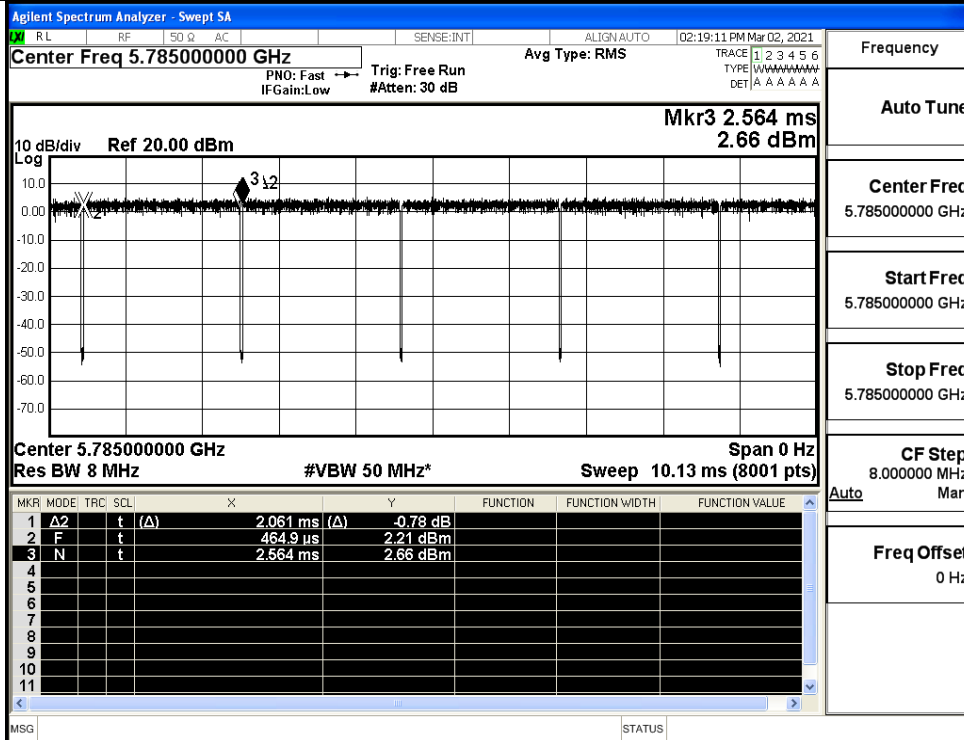 Agilent Spectrum Analyzer - Swept SA
LXI RL RF 50 Ω AC SENSE:INT ALIGN AUTO 02:19:11 PM Mar 02, 2021
Center Freq 5.785000000 GHz Avg Type: RMS TRACE 1 2 3 4 5 6
PNO: Fast Trig: Free Run TYPE WWWWWW
IFGain:Low #Atten: 30 dB DET A A A A A A
Mkr3 2.564 ms
10 dB/div Ref 20.00 dBm 2.66 dBm
Log
10.0
3 1Δ2
0.00
2
-10.0
-20.0
-30.0
-40.0
-50.0
-60.0
-70.0
Center 5.785000000 GHz Span 0 Hz
Res BW 8 MHz #VBW 50 MHz* Sweep 10.13 ms (8001 pts)
MKR MODE TRC SCL X Y FUNCTION FUNCTION WIDTH FUNCTION VALUE
1 Δ2 t (Δ) 2.061 ms (Δ) -0.78 dB
2 F t 464.9 µs 2.21 dBm
3 N t 2.564 ms 2.66 dBm
4
5
6
7
8
9
10
11
MSG STATUS
Frequency
Auto Tune
Center Freq
5.785000000 GHz
Start Freq
5.785000000 GHz
Stop Freq
5.785000000 GHz
CF Step
8.000000 MHz
Auto Man
Freq Offset
0 Hz